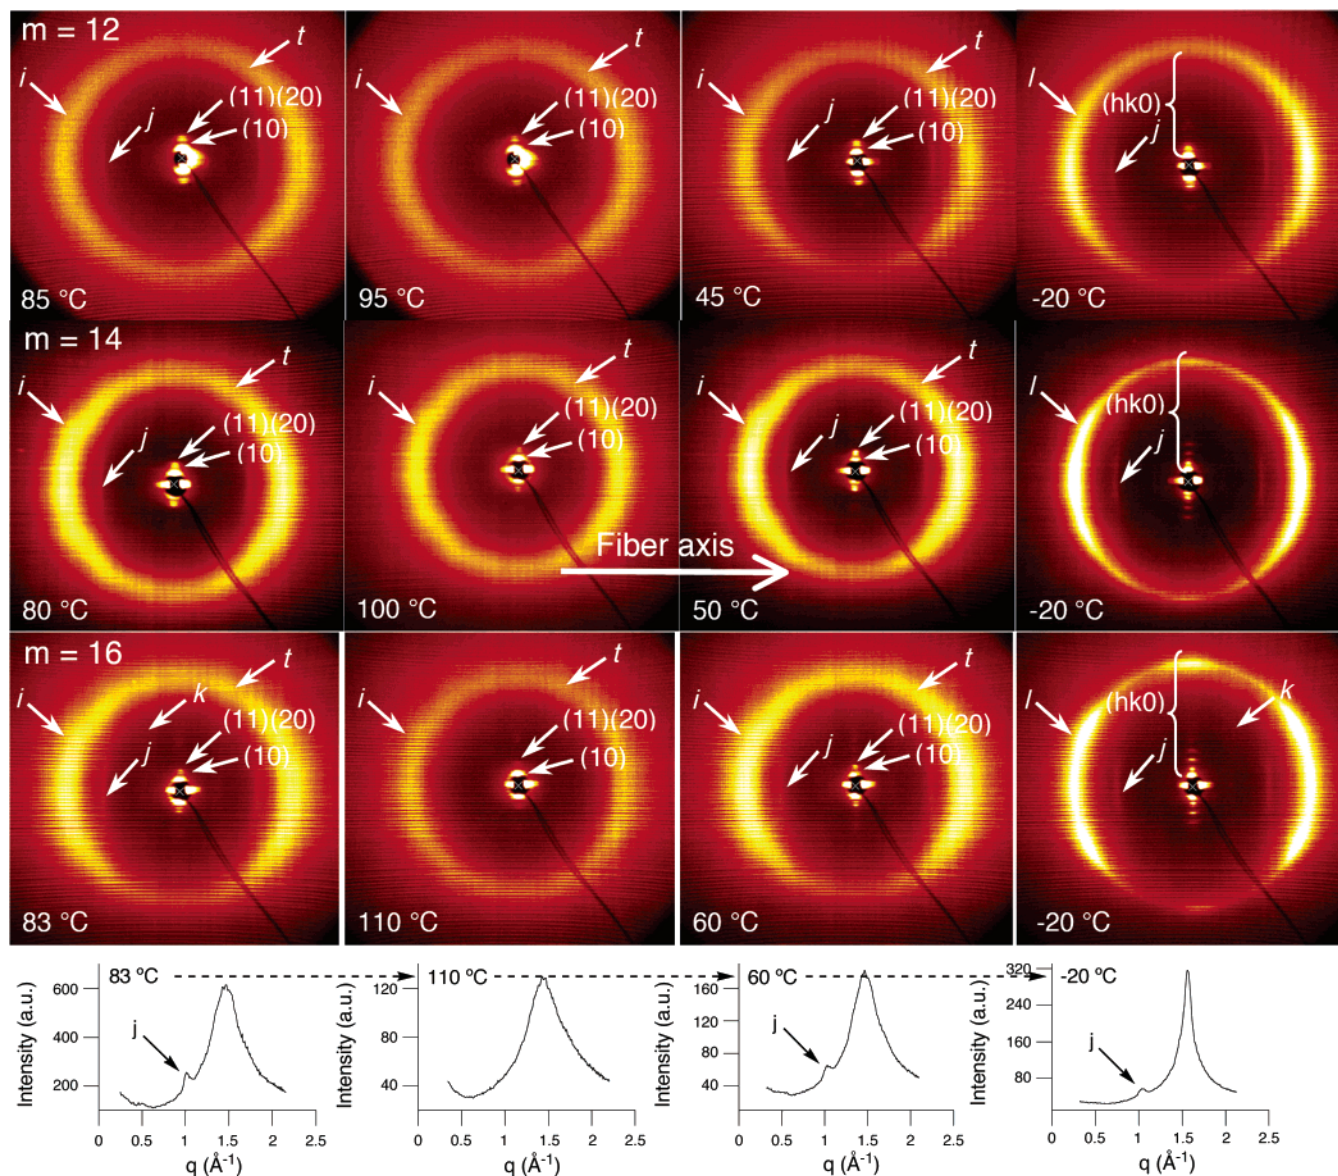 m = 12
i
t
j
(11)(20)
(10)
85 °C
t
(11)(20)
(10)
i
95 °C
i
t
j
(11)(20)
(10)
45 °C
l
(hk0)
j
-20 °C
m = 14
i
t
j
(11)(20)
(10)
80 °C
i
t
(11)(20)
(10)
100 °C
Fiber axis
i
t
j
(11)(20)
(10)
50 °C
l
(hk0)
j
-20 °C
m = 16
i
t
k
j
(11)(20)
(10)
83 °C
i
t
(11)(20)
(10)
110 °C
i
t
j
(11)(20)
(10)
60 °C
l
(hk0)
k
j
-20 °C
83 ºC
Intensity (a.u.)
600
400
200
j
0 0.5 1 1.5 2 2.5
q (Å-1)
110 ºC
Intensity (a.u.)
120
80
40
0 0.5 1 1.5 2 2.5
q (Å-1)
60 ºC
Intensity (a.u.)
160
120
80
40
j
0 0.5 1 1.5 2 2.5
q (Å-1)
-20 ºC
Intensity (a.u.)
320
240
160
80
j
0 0.5 1 1.5 2 2.5
q (Å-1)